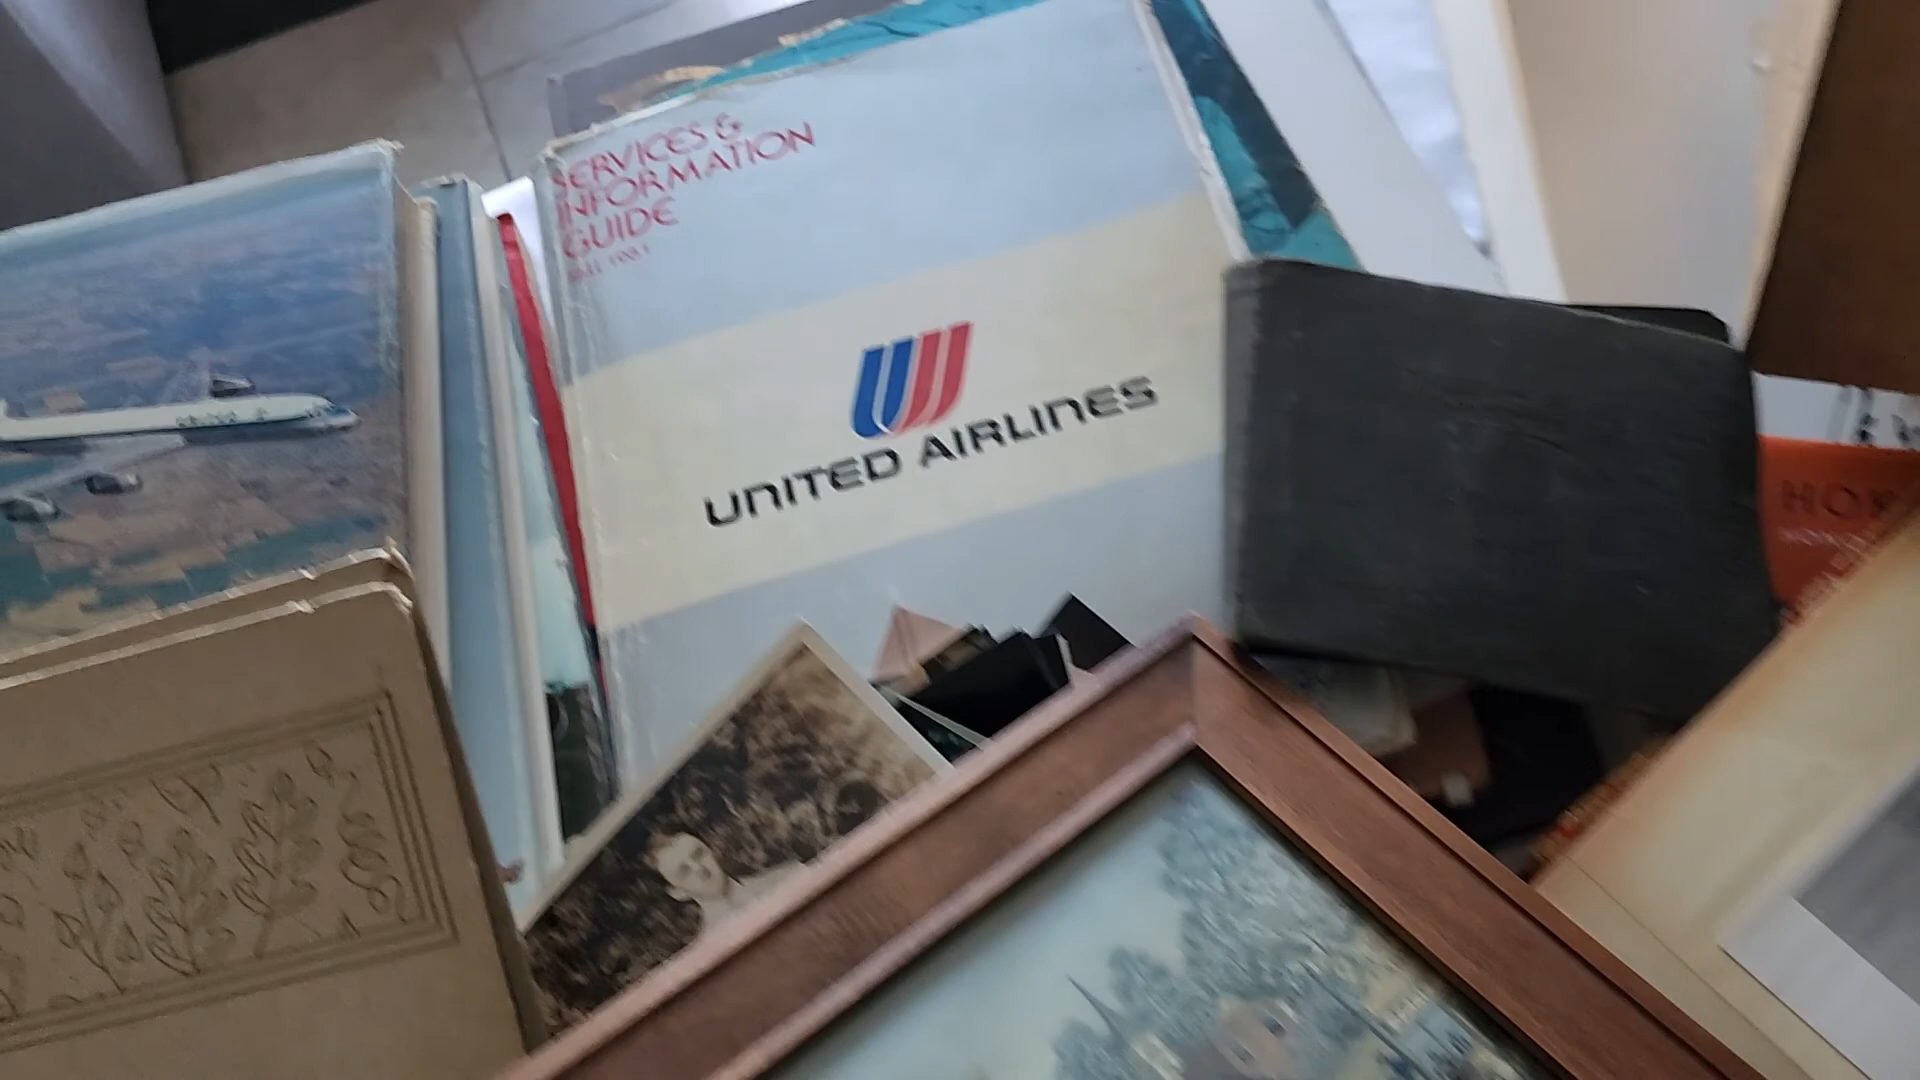 SERVICES &
INFORMATION
GUIDE
UNITED AIRLINES